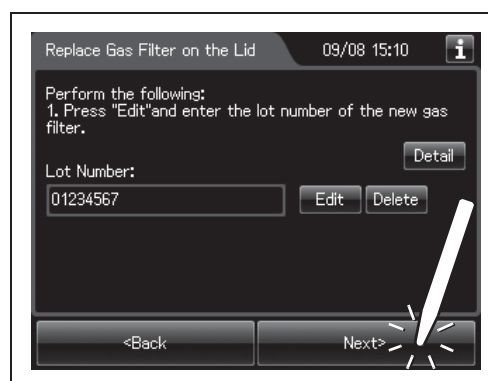 Replace Gas Filter on the Lid 09/08 15:10 i
Perform the following:
1. Press "Edit"and enter the lot number of the new gas
filter.
Detail
Lot Number:
01234567 Edit Delete
<Back Next>